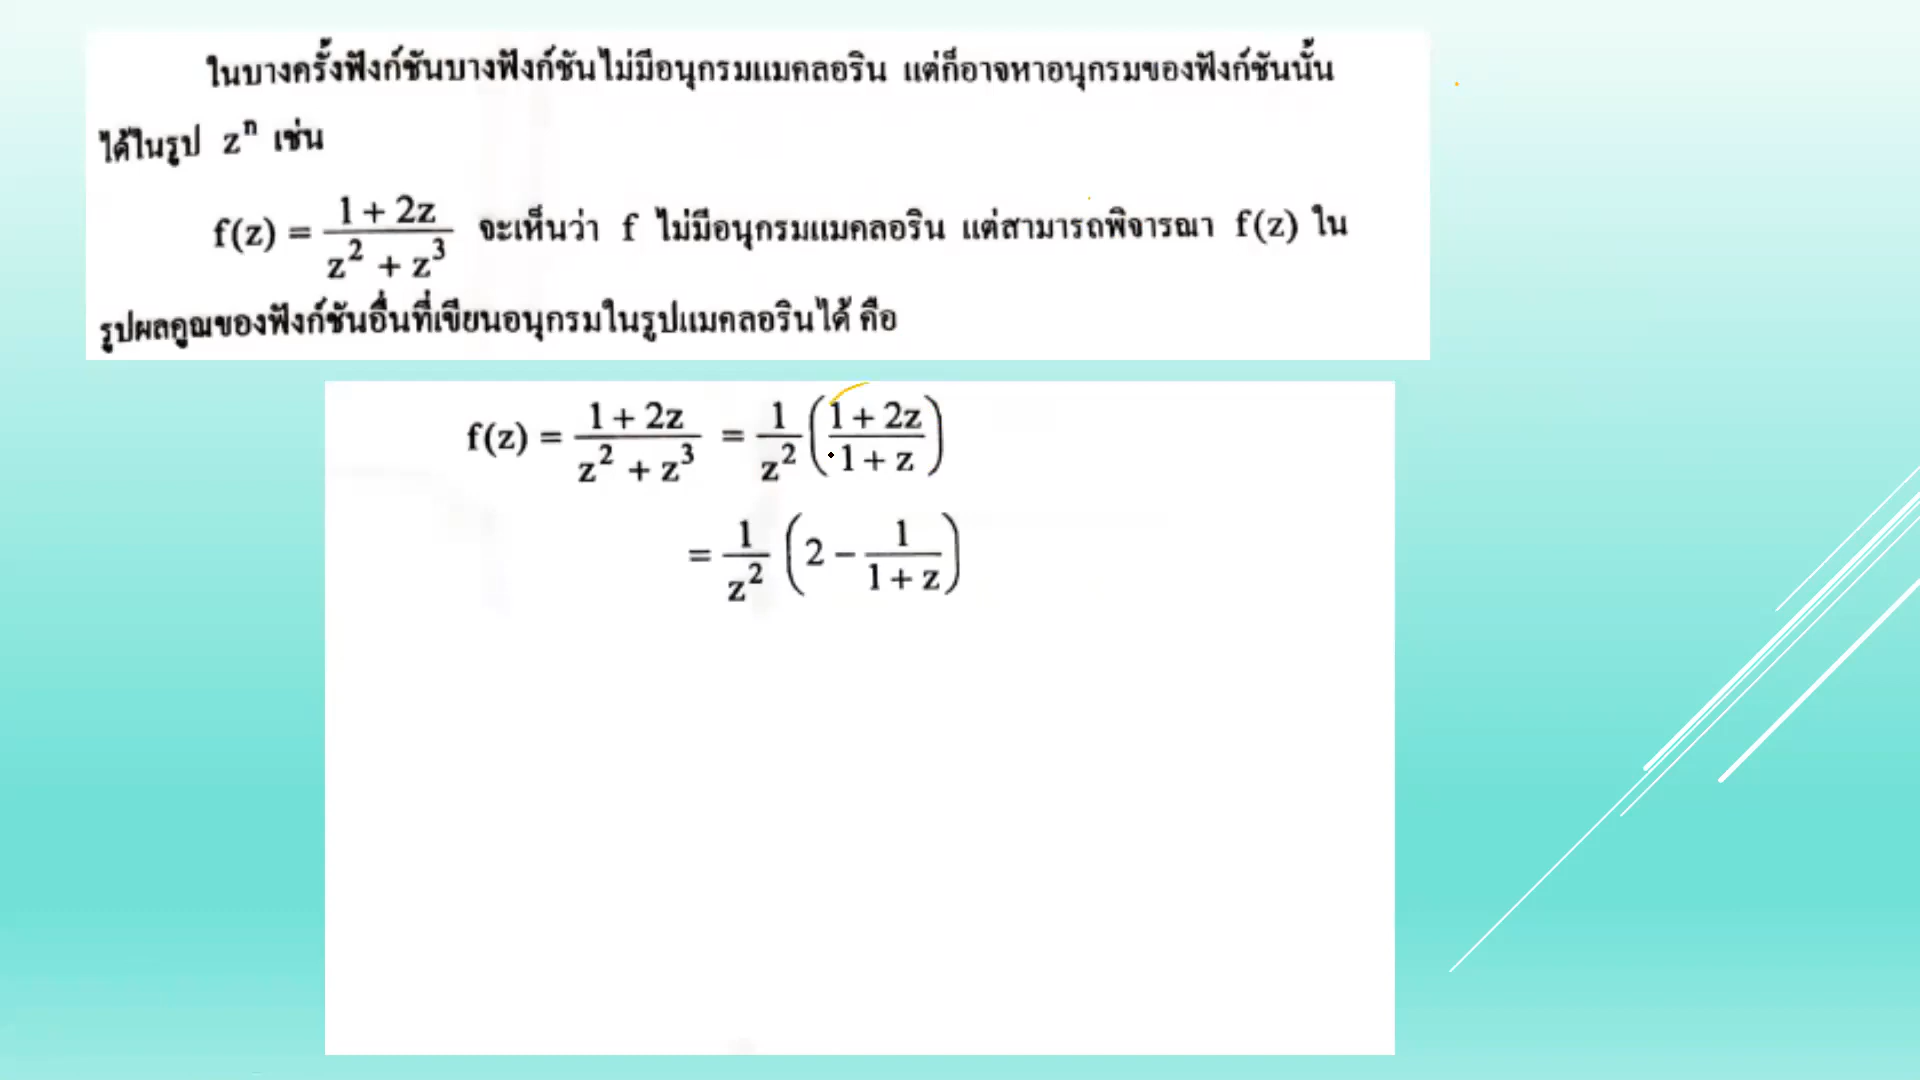 ในบางครั้งฟังก์ชันบางฟังก์ชันไม่มีอนุกรมแมคลอริน แต่ก็อาจหาอนุกรมของฟังก์ชันนั้น
ได้ในรูป zⁿ เช่น
f(z) = (1 + 2z)/(z² + z³) จะเห็นว่า f ไม่มีอนุกรมแมคลอริน แต่สามารถพิจารณา f(z) ใน
รูปผลคูณของฟังก์ชันอื่นที่เขียนอนุกรมในรูปแมคลอรินได้ คือ
f(z) = (1 + 2z)/(z² + z³) = 1/z² ((1 + 2z)/(1 + z))
= 1/z² (2 − 1/(1 + z))